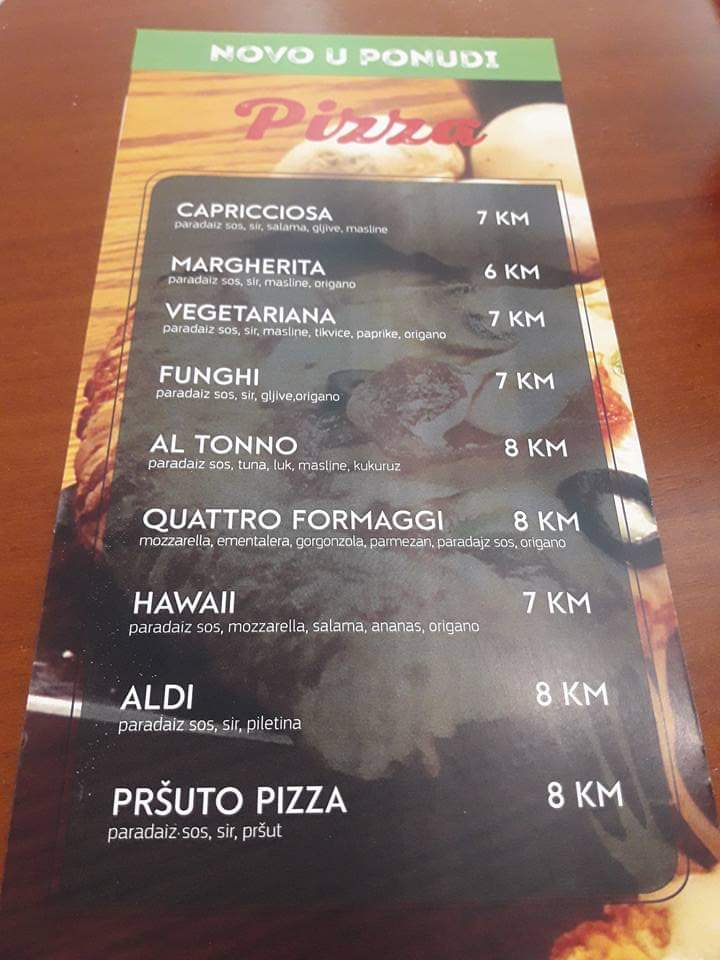 NOVO U PONUDI
Pizza
CAPRICCIOSA 7 KM
paradaiz sos, sir, salama, gljive, masline
MARGHERITA 6 KM
paradaiz sos, sir, masline, origano
VEGETARIANA 7 KM
paradaiz sos, sir, masline, tikvice, paprike, origano
FUNGHI 7 KM
paradaiz sos, sir, gljive,origano
AL TONNO 8 KM
paradaiz sos, tuna, luk, masline, kukuruz
QUATTRO FORMAGGI 8 KM
mozzarella, ementalera, gorgonzola, parmezan, paradajz sos, origano
HAWAII 7 KM
paradaiz sos, mozzarella, salama, ananas, origano
ALDI 8 KM
paradaiz sos, sir, piletina
PRŠUTO PIZZA 8 KM
paradaiz sos, sir, pršut